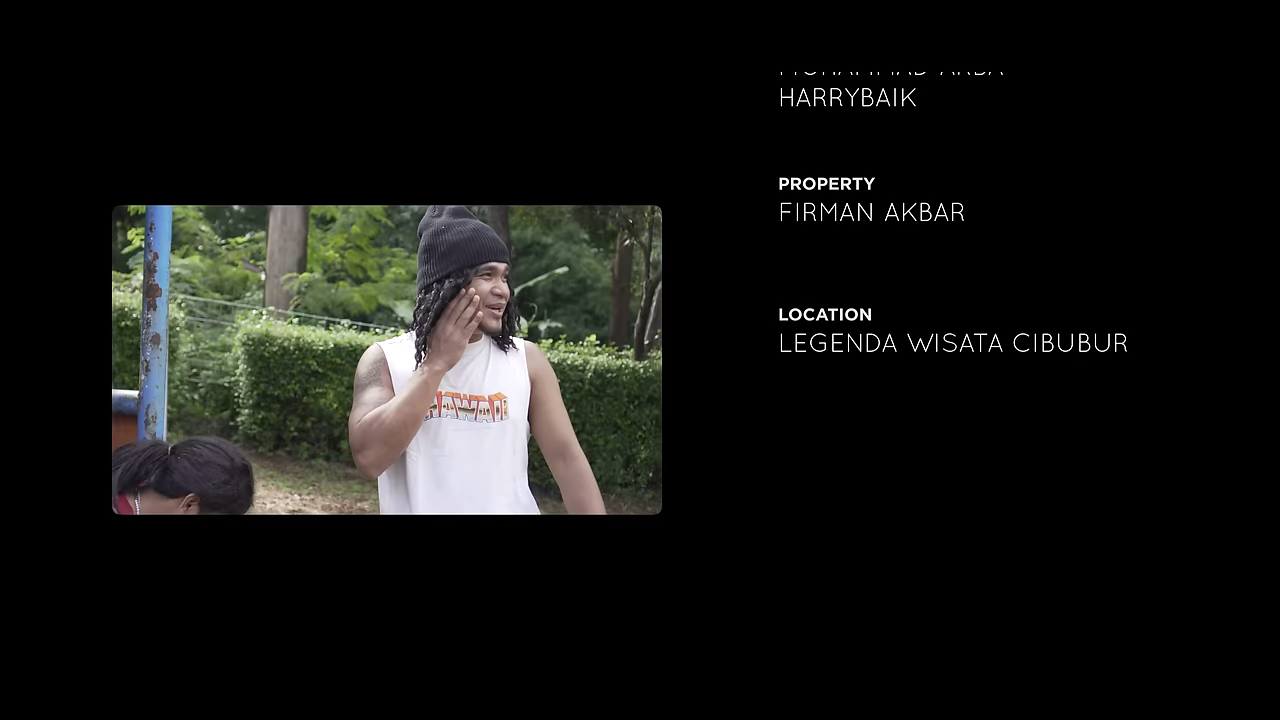 HARRYBAIK
PROPERTY
FIRMAN AKBAR
LOCATION
LEGENDA WISATA CIBUBUR
HAWAII